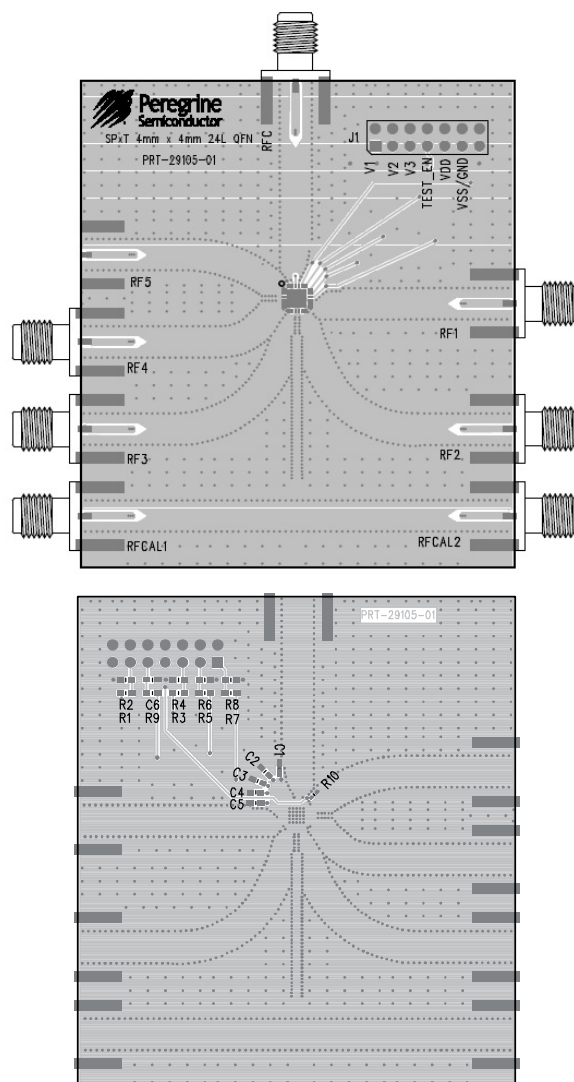 Peregrine
Semiconductor
SPxT 4mm x 4mm 24L QFN
PRT-29105-01
RFC
J1
V1
V2
V3
TEST_EN
VDD
VSS/GND
RF5
RF1
RF4
RF3
RF2
RFCAL1
RFCAL2
PRT-29105-01
R2 C6 R4 R6 R8
R1 R9 R3 R5 R7
C1
C2
C3
R10
C4
C5